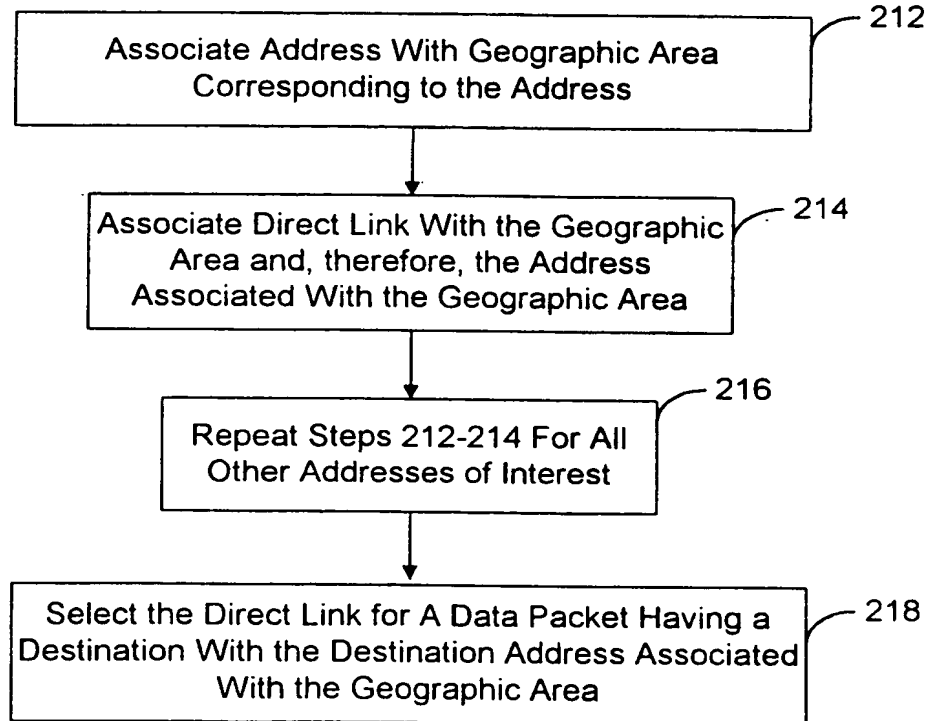 212
Associate Address With Geographic Area
Corresponding to the Address
214
Associate Direct Link With the Geographic
Area and, therefore, the Address
Associated With the Geographic Area
216
Repeat Steps 212-214 For All
Other Addresses of Interest
218
Select the Direct Link for A Data Packet Having a
Destination With the Destination Address Associated
With the Geographic Area